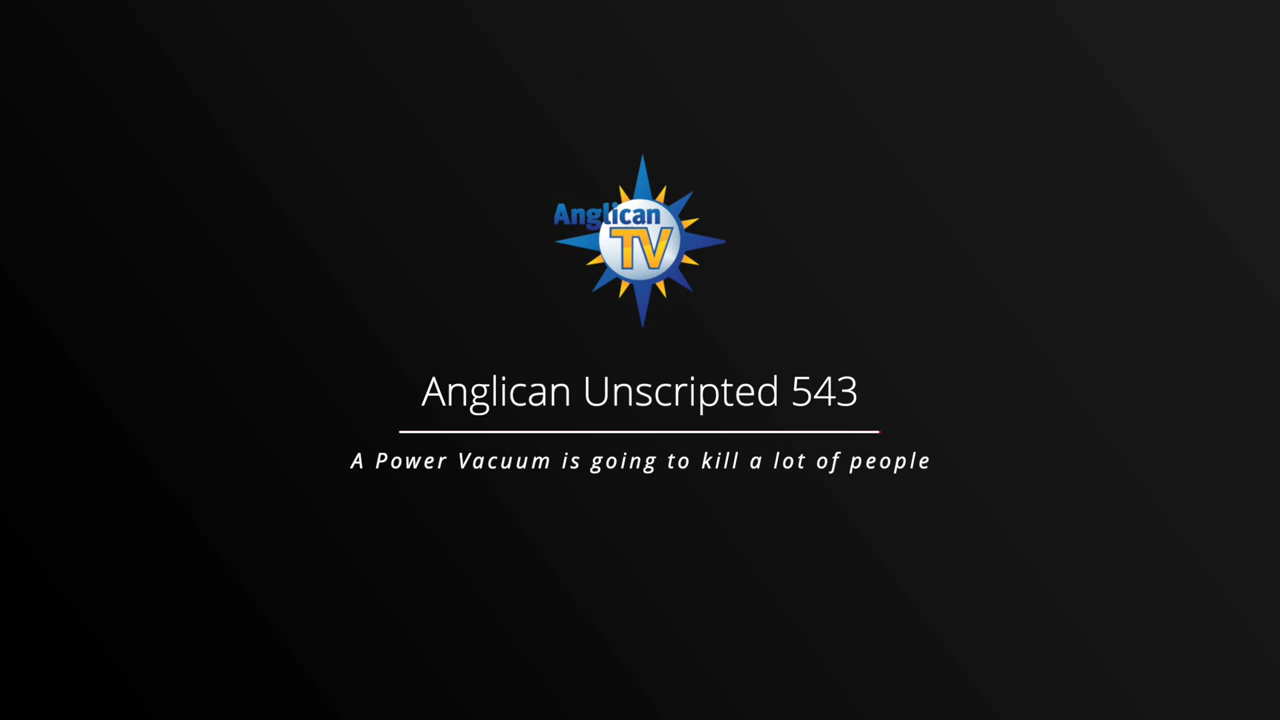 Anglican
TV
Anglican Unscripted 543
A Power Vacuum is going to kill a lot of people